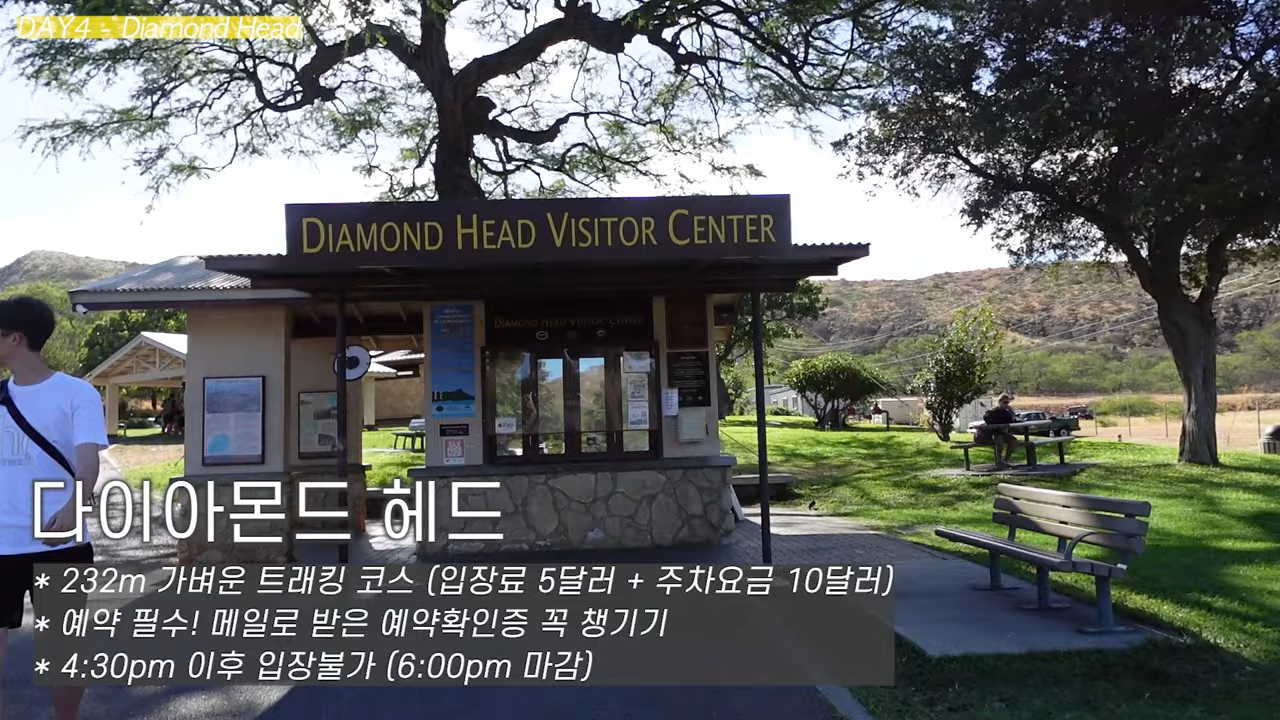 DAY4 - Diamond Head
DIAMOND HEAD VISITOR CENTER
DIAMOND HEAD VISITOR CENTER
다이아몬드 헤드
* 232m 가벼운 트래킹 코스 (입장료 5달러 + 주차요금 10달러)
* 예약 필수! 메일로 받은 예약확인증 꼭 챙기기
* 4:30pm 이후 입장불가 (6:00pm 마감)